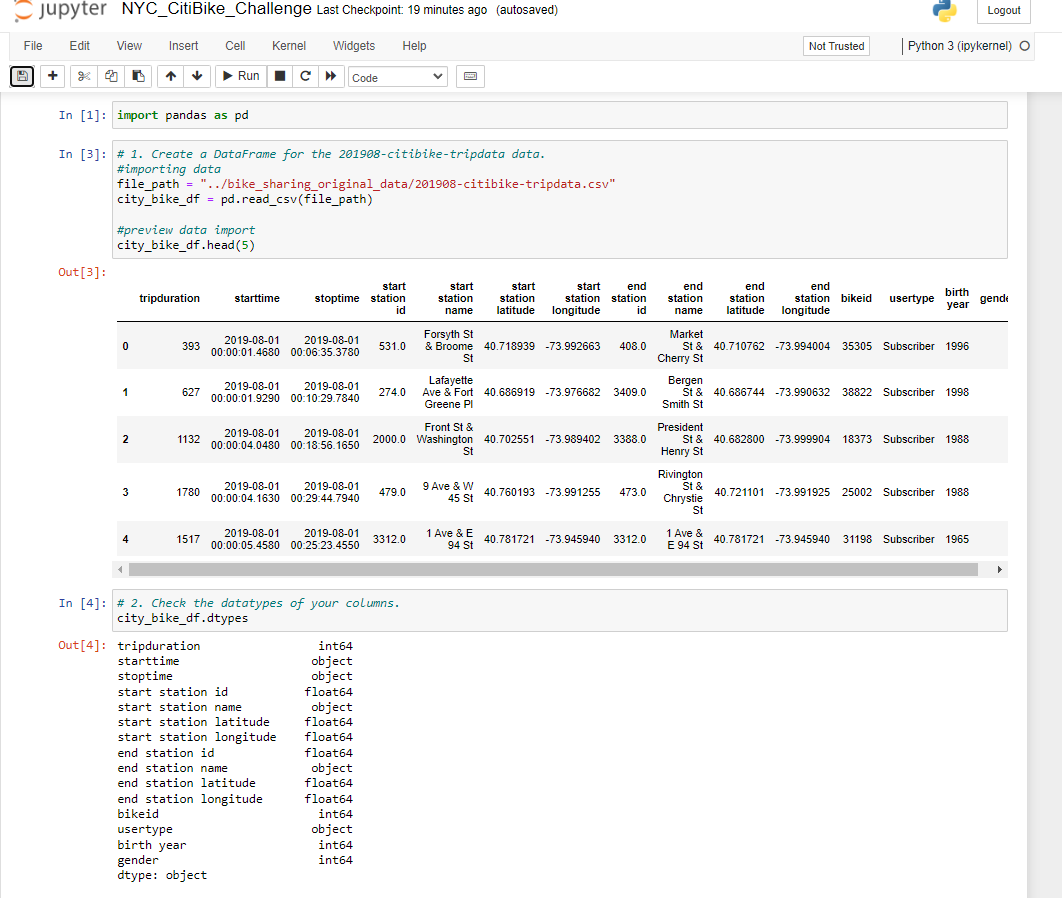 jupyter NYC_CitiBike_Challenge Last Checkpoint: 19 minutes ago (autosaved)
Logout
File Edit View Insert Cell Kernel Widgets Help
Not Trusted
Python 3 (ipykernel)
Run
Code
In [1]: import pandas as pd
In [3]: # 1. Create a DataFrame for the 201908-citibike-tripdata data.
#importing data
file_path = "../bike_sharing_original_data/201908-citibike-tripdata.csv"
city_bike_df = pd.read_csv(file_path)
#preview data import
city_bike_df.head(5)
Out[3]:
tripduration starttime stoptime start station id start station name start station latitude start station longitude end station id end station name end station latitude end station longitude bikeid usertype birth year gende
0 393 2019-08-01 00:00:01.4680 2019-08-01 00:06:35.3780 531.0 Forsyth St & Broome St 40.718939 -73.992663 408.0 Market St & Cherry St 40.710762 -73.994004 35305 Subscriber 1996
1 627 2019-08-01 00:00:01.9290 2019-08-01 00:10:29.7840 274.0 Lafayette Ave & Fort Greene Pl 40.686919 -73.976682 3409.0 Bergen St & Smith St 40.686744 -73.990632 38822 Subscriber 1998
2 1132 2019-08-01 00:00:04.0480 2019-08-01 00:18:56.1650 2000.0 Front St & Washington St 40.702551 -73.989402 3388.0 President St & Henry St 40.682800 -73.999904 18373 Subscriber 1988
3 1780 2019-08-01 00:00:04.1630 2019-08-01 00:29:44.7940 479.0 9 Ave & W 45 St 40.760193 -73.991255 473.0 Rivington St & Chrystie St 40.721101 -73.991925 25002 Subscriber 1988
4 1517 2019-08-01 00:00:05.4580 2019-08-01 00:25:23.4550 3312.0 1 Ave & E 94 St 40.781721 -73.945940 3312.0 1 Ave & E 94 St 40.781721 -73.945940 31198 Subscriber 1965
In [4]: # 2. Check the datatypes of your columns.
city_bike_df.dtypes
Out[4]: tripduration int64
starttime object
stoptime object
start station id float64
start station name object
start station latitude float64
start station longitude float64
end station id float64
end station name object
end station latitude float64
end station longitude float64
bikeid int64
usertype object
birth year int64
gender int64
dtype: object